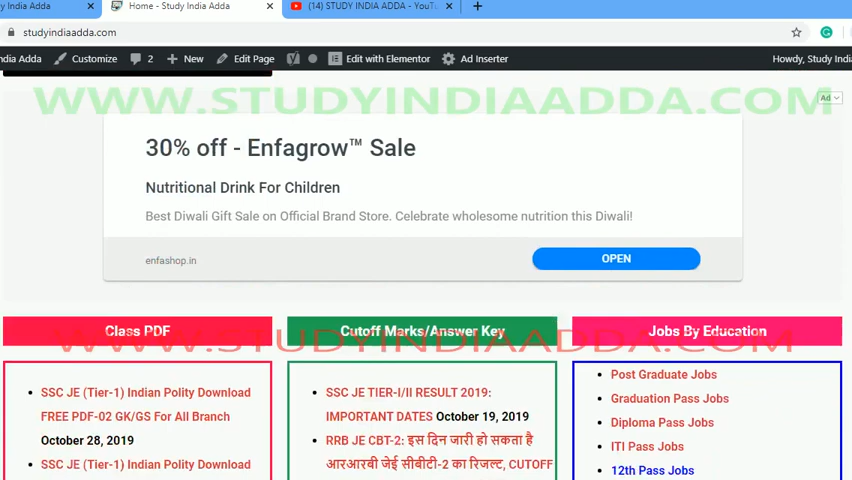 dy India Adda
Home - Study India Adda
(14) STUDY INDIA ADDA - YouTu
studyindiaadda.com
ndia Adda
Customize
2
New
Edit Page
Edit with Elementor
Ad Inserter
Howdy, Study Indi
WWW.STUDYINDIAADDA.COM
Ad
30% off - Enfagrow™ Sale
Nutritional Drink For Children
Best Diwali Gift Sale on Official Brand Store. Celebrate wholesome nutrition this Diwali!
enfashop.in
OPEN
WWW.STUDYINDIAADDA.COM
Class PDF
SSC JE (Tier-1) Indian Polity Download
FREE PDF-02 GK/GS For All Branch
October 28, 2019
SSC JE (Tier-1) Indian Polity Download
Cutoff Marks/Answer Key
SSC JE TIER-I/II RESULT 2019:
IMPORTANT DATES October 19, 2019
RRB JE CBT-2: इस दिन जारी हो सकता है
आरआरबी जेई सीबीटी-2 का रिजल्ट, CUTOFF
Jobs By Education
Post Graduate Jobs
Graduation Pass Jobs
Diploma Pass Jobs
ITI Pass Jobs
12th Pass Jobs